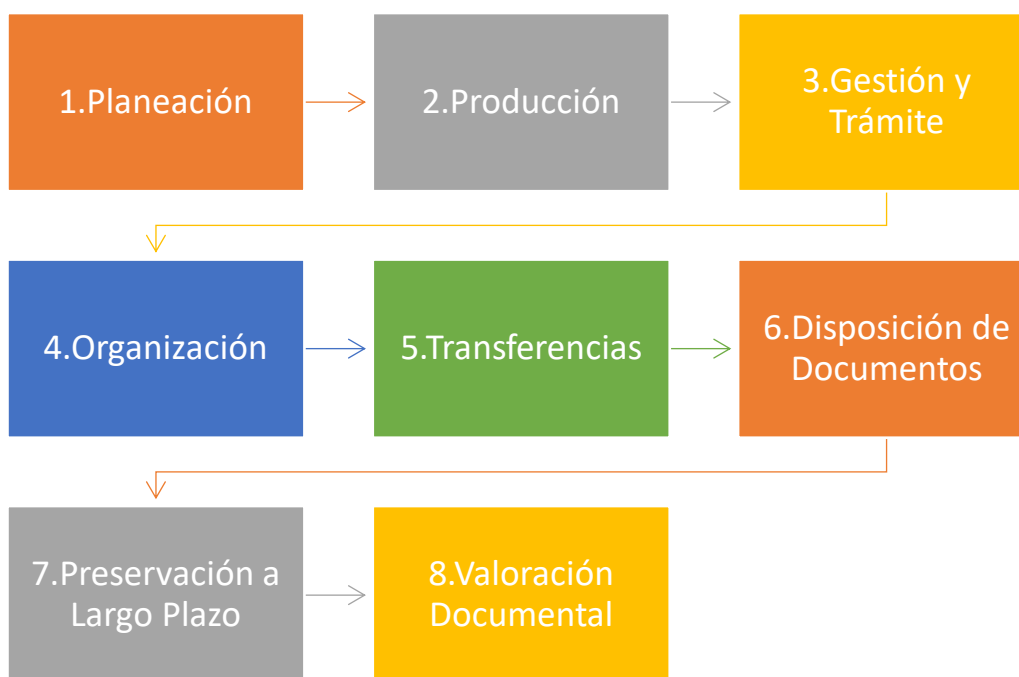 1.Planeación
2.Producción
3.Gestión y
Trámite
4.Organización
5.Transferencias
6.Disposición de
Documentos
7.Preservación a
Largo Plazo
8.Valoración
Documental